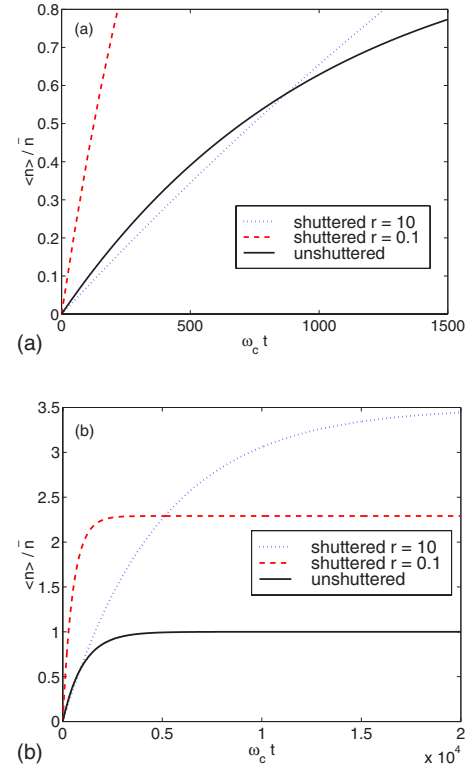 0.8
(a)
0.7
0.6
0.5
<n> / n̄
0.4
0.3
shuttered r = 10
shuttered r = 0.1
unshuttered
0.2
0.1
0
0
500
1000
1500
(a)
ω_c t
3.5
(b)
3
2.5
2
<n> / n̄
shuttered r = 10
shuttered r = 0.1
unshuttered
1.5
1
0.5
0
0
0.5
1
1.5
2
(b)
ω_c t
x 10^4